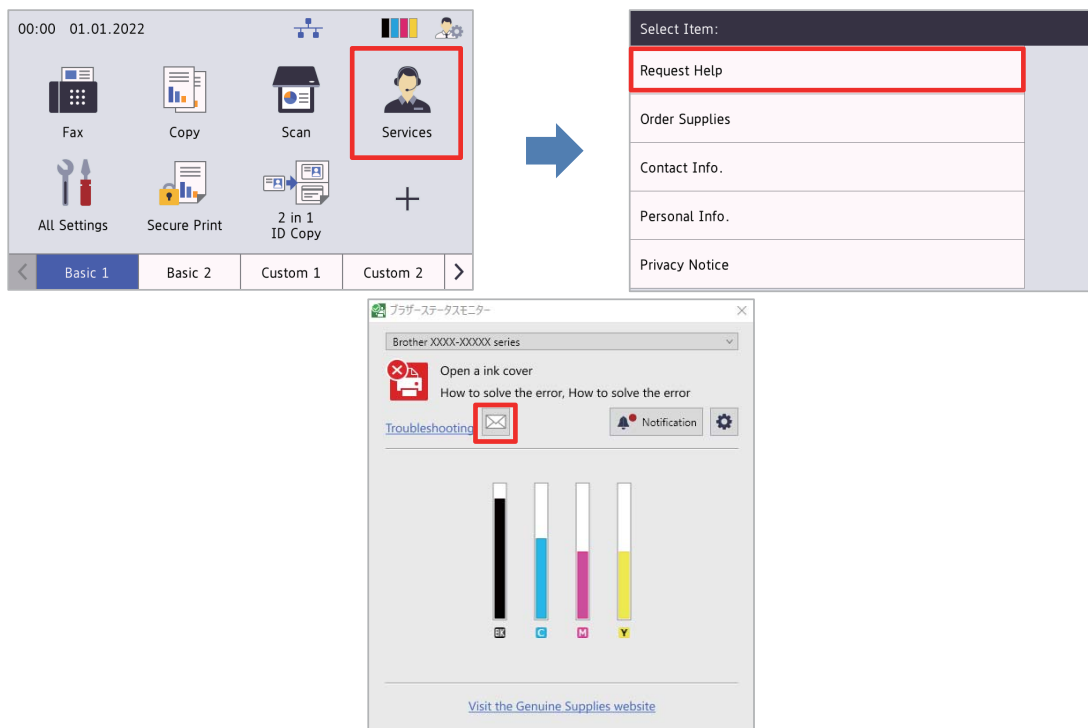 00:00 01.01.2022
Fax
Copy
Scan
Services
All Settings
Secure Print
2 in 1
ID Copy
Basic 1
Basic 2
Custom 1
Custom 2
Select Item:
Request Help
Order Supplies
Contact Info.
Personal Info.
Privacy Notice
ブラザーステータスモニター
Brother XXXX-XXXXX series
Open a ink cover
How to solve the error, How to solve the error
Troubleshooting
Notification
BK
C
M
Y
Visit the Genuine Supplies website